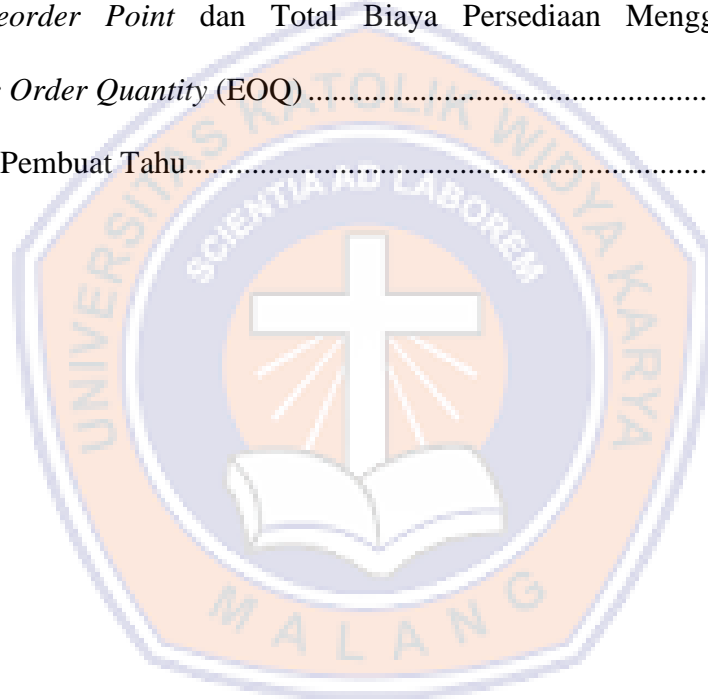 eorder Point dan Total Biaya Persediaan Mengg
Order Quantity (EOQ)..................................................
Pembuat Tahu.................................................................
UNIVERSITAS KATOLIK WIDYA KARYA
SCIENTIA AD LABOREM
MALANG